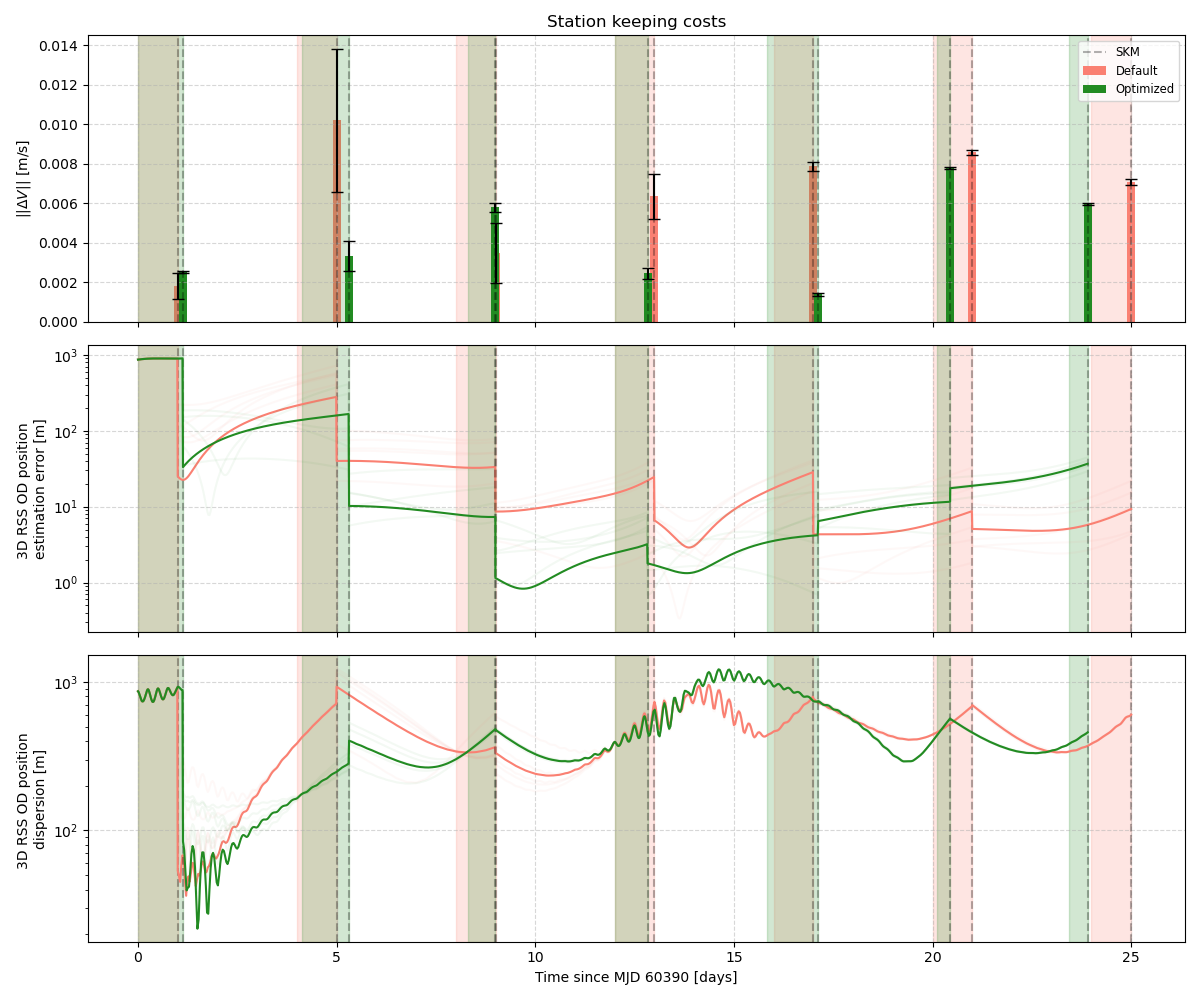 Station keeping costs
0.014
0.012
0.010
0.008
0.006
0.004
0.002
0.000
||ΔV|| [m/s]
SKM
Default
Optimized
10³
10²
10¹
10⁰
3D RSS OD position
estimation error [m]
10³
10²
3D RSS OD position
dispersion [m]
0
5
10
15
20
25
Time since MJD 60390 [days]